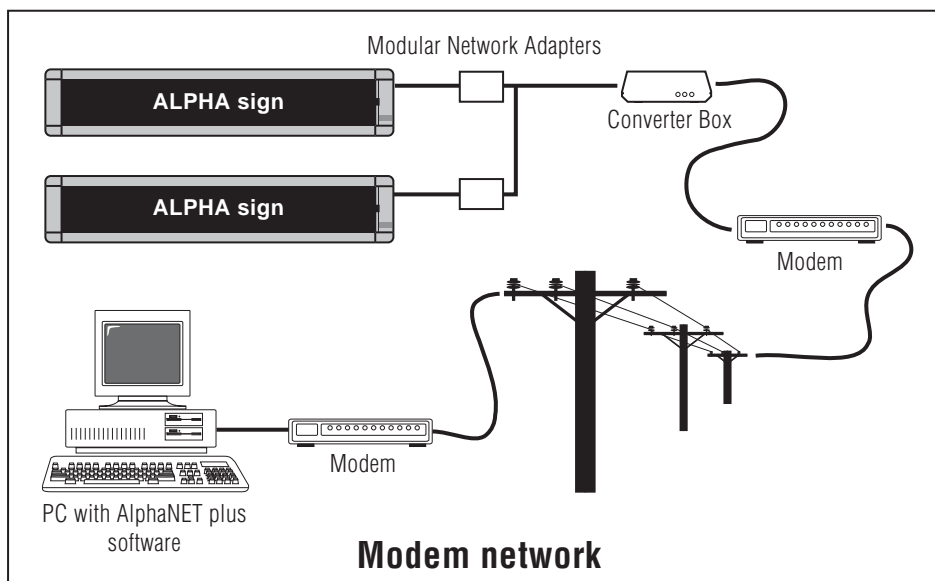 Modular Network Adapters
ALPHA sign
Converter Box
ALPHA sign
Modem
Modem
PC with AlphaNET plus
software
Modem network